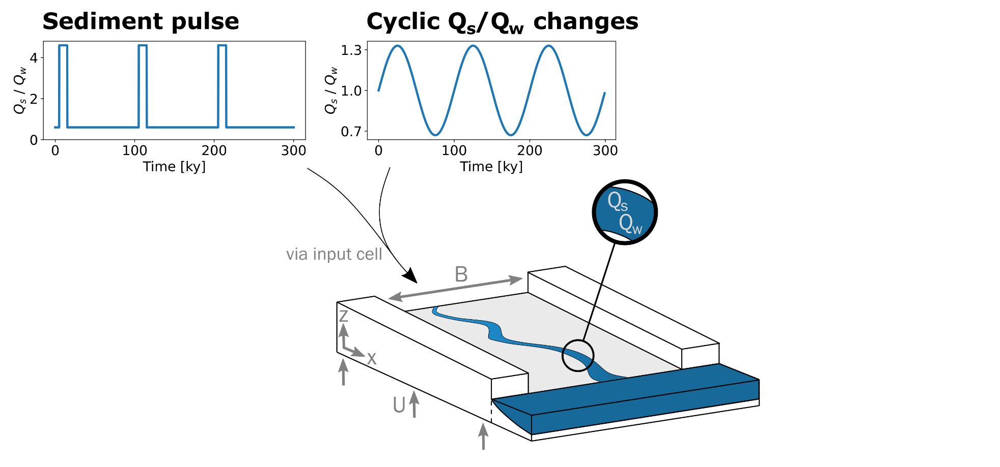 Sediment pulse
Qs / Qw
4
2
0
0 100 200 300
Time [ky]
Cyclic Qs/Qw changes
Qs / Qw
1.3
1.0
0.7
0 100 200 300
Time [ky]
Qs
Qw
via input cell
B
Z
X
U